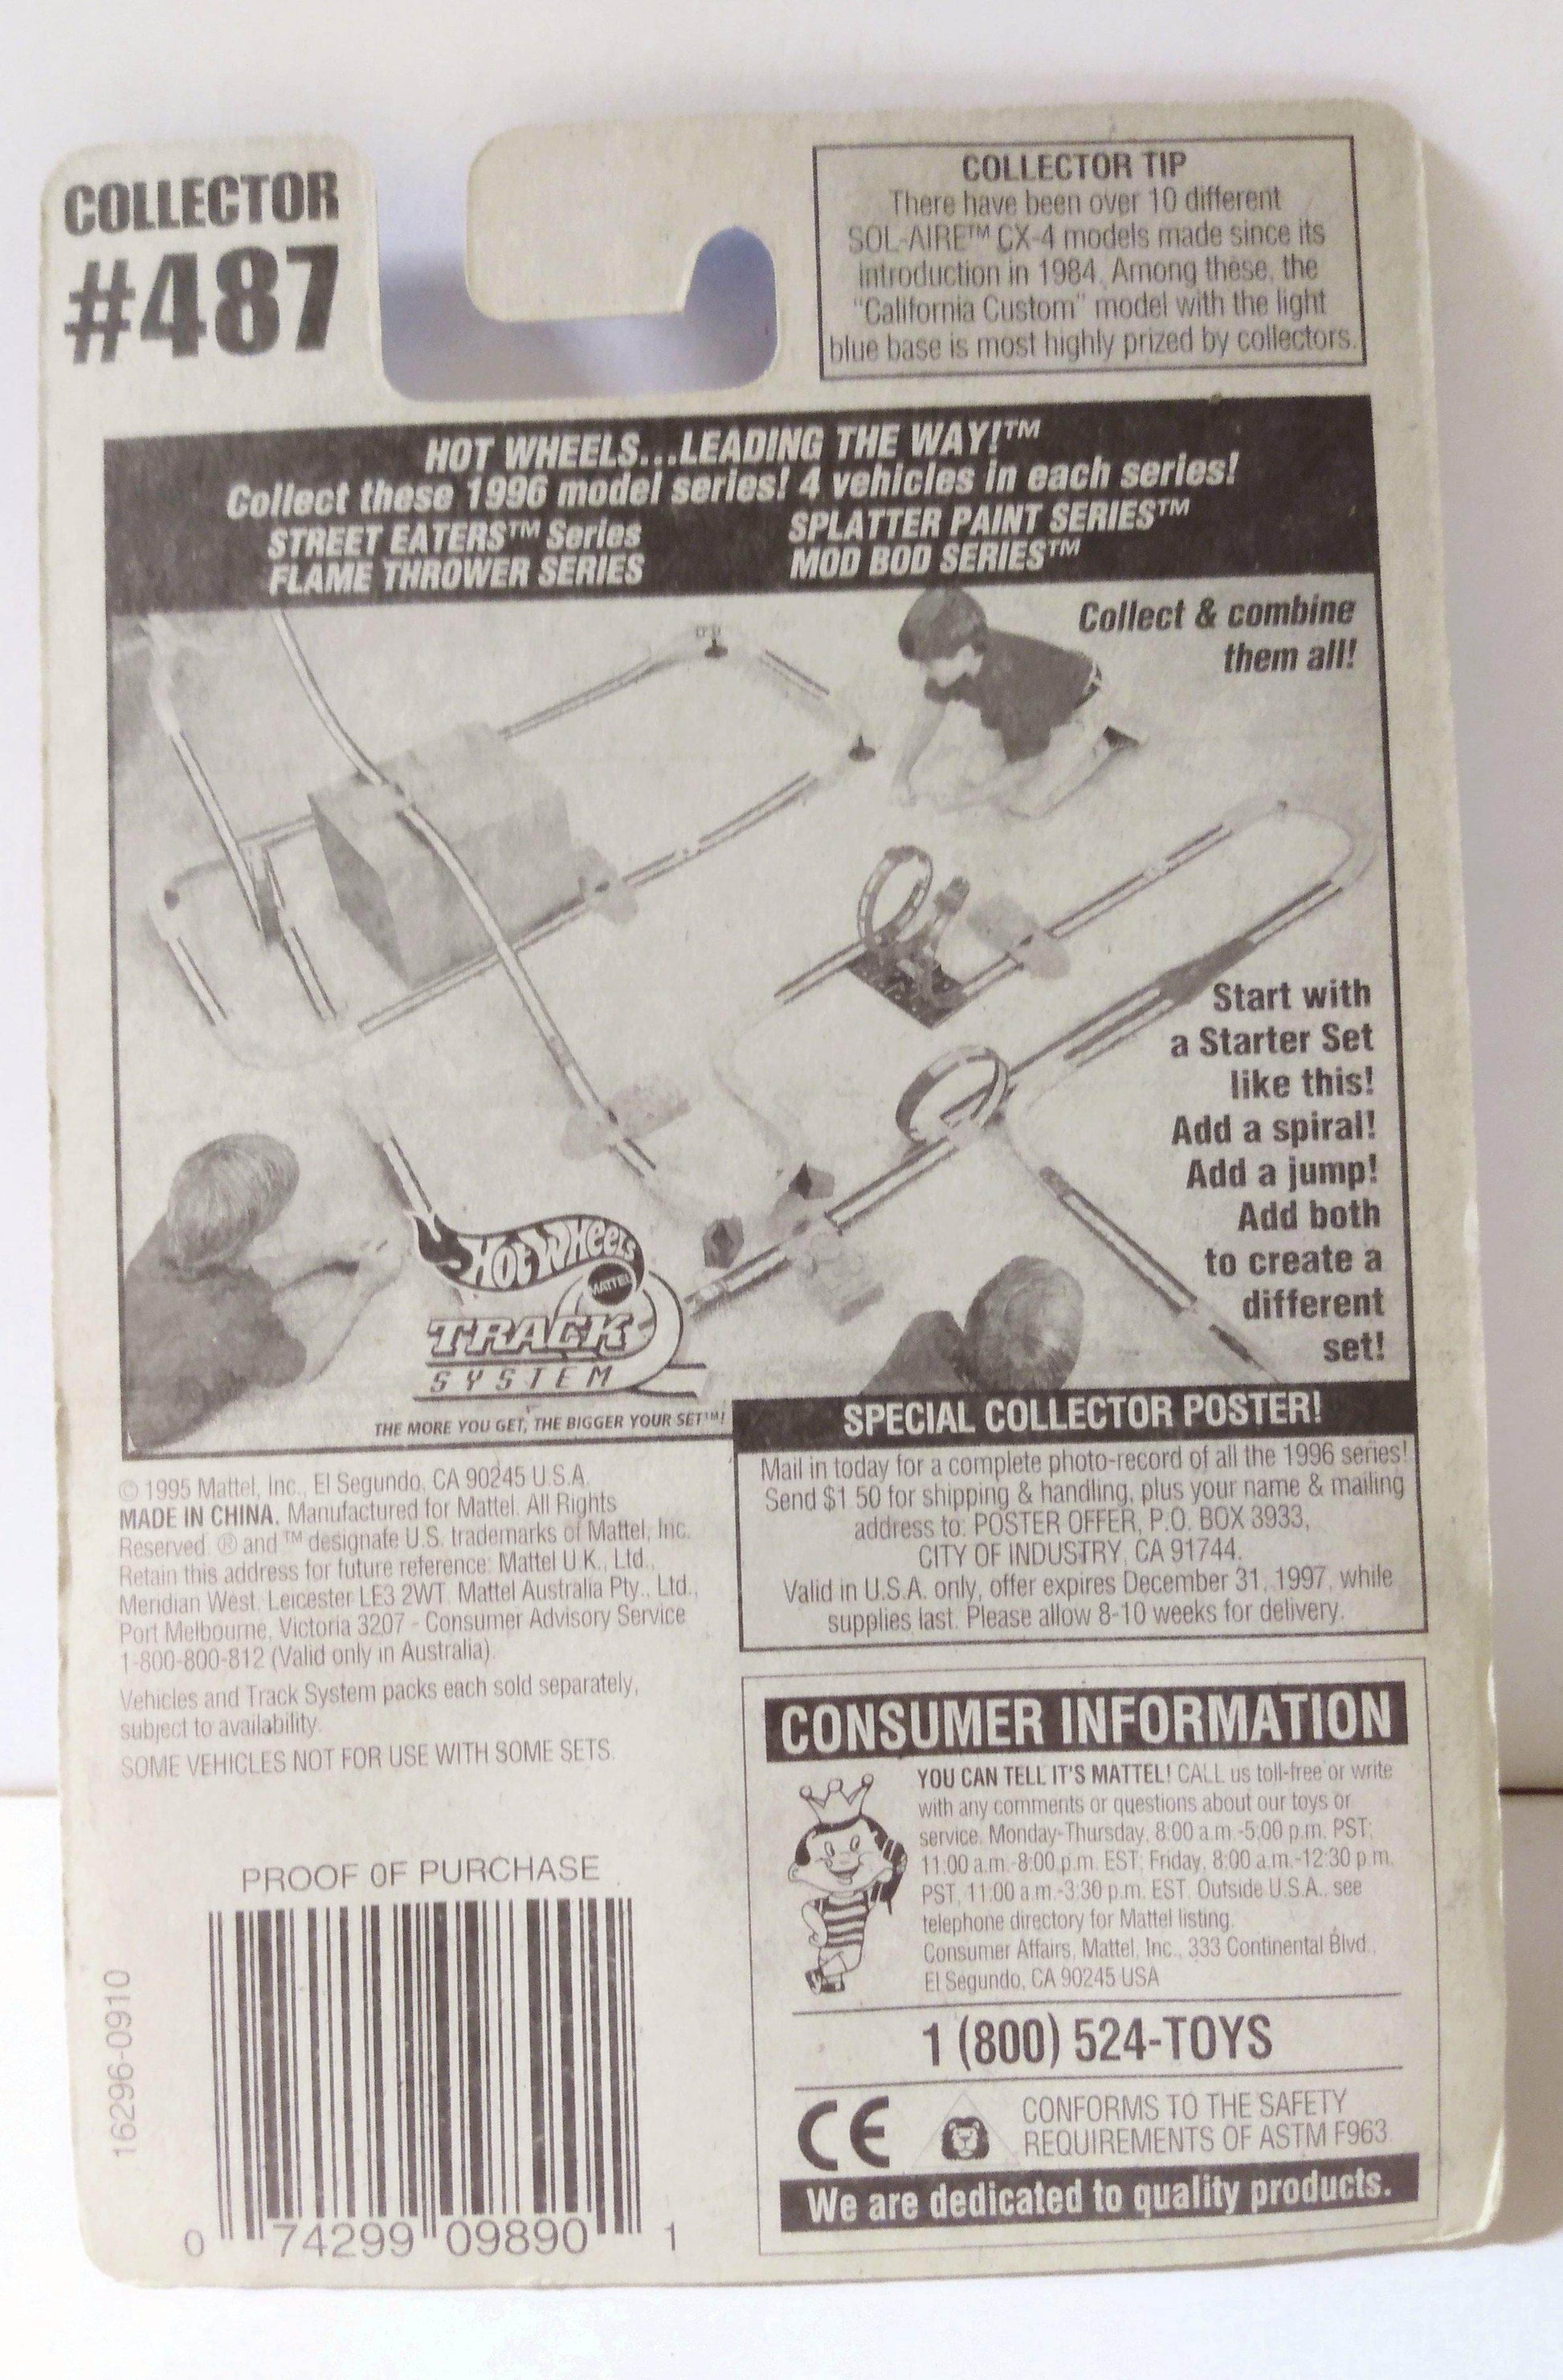 COLLECTOR
#487
COLLECTOR TIP
There have been over 10 different
SOL-AIRE™ CX-4 models made since its
introduction in 1984. Among these, the
"California Custom" model with the light
blue base is most highly prized by collectors.
HOT WHEELS...LEADING THE WAY!™
Collect these 1996 model series! 4 vehicles in each series!
STREET EATERS™ Series
FLAME THROWER SERIES
SPLATTER PAINT SERIES™
MOD BOD SERIES™
Collect & combine
them all!
Start with
a Starter Set
like this!
Add a spiral!
Add a jump!
Add both
to create a
different
set!
HOT WHEELS
MATTEL
TRACK
SYSTEM
THE MORE YOU GET, THE BIGGER YOUR SET™!
SPECIAL COLLECTOR POSTER!
Mail in today for a complete photo-record of all the 1996 series!
Send $1.50 for shipping & handling, plus your name & mailing
address to: POSTER OFFER, P.O. BOX 3933,
CITY OF INDUSTRY, CA 91744.
Valid in U.S.A. only, offer expires December 31, 1997, while
supplies last. Please allow 8-10 weeks for delivery.
© 1995 Mattel, Inc., El Segundo, CA 90245 U.S.A.
MADE IN CHINA. Manufactured for Mattel. All Rights
Reserved. ® and ™ designate U.S. trademarks of Mattel, Inc.
Retain this address for future reference: Mattel U.K., Ltd.,
Meridian West, Leicester LE3 2WT. Mattel Australia Pty., Ltd.,
Port Melbourne, Victoria 3207 - Consumer Advisory Service
1-800-800-812 (Valid only in Australia).
Vehicles and Track System packs each sold separately,
subject to availability.
SOME VEHICLES NOT FOR USE WITH SOME SETS.
CONSUMER INFORMATION
YOU CAN TELL IT'S MATTEL! CALL us toll-free or write
with any comments or questions about our toys or
service, Monday-Thursday, 8:00 a.m.-5:00 p.m. PST;
11:00 a.m.-8:00 p.m. EST; Friday, 8:00 a.m.-12:30 p.m.
PST, 11:00 a.m.-3:30 p.m. EST. Outside U.S.A., see
telephone directory for Mattel listing.
Consumer Affairs, Mattel, Inc., 333 Continental Blvd.,
El Segundo, CA 90245 USA
1 (800) 524-TOYS
CE
CONFORMS TO THE SAFETY
REQUIREMENTS OF ASTM F963
We are dedicated to quality products.
PROOF OF PURCHASE
16296-0910
0 74299 09890 1